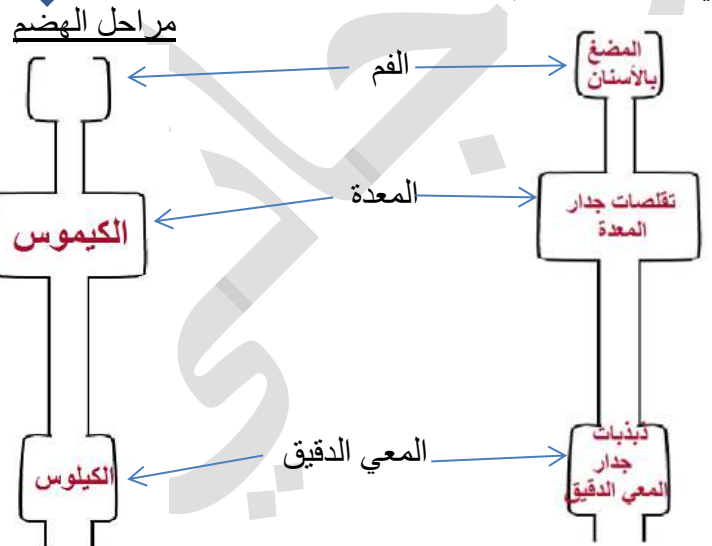 مراحل الهضم
المضغ
بالأسنان
الفم
تقلصات جدار
المعدة
المعدة
الكيموس
ذبذبات
جدار
المعي الدقيق
المعي الدقيق
الكيلوس